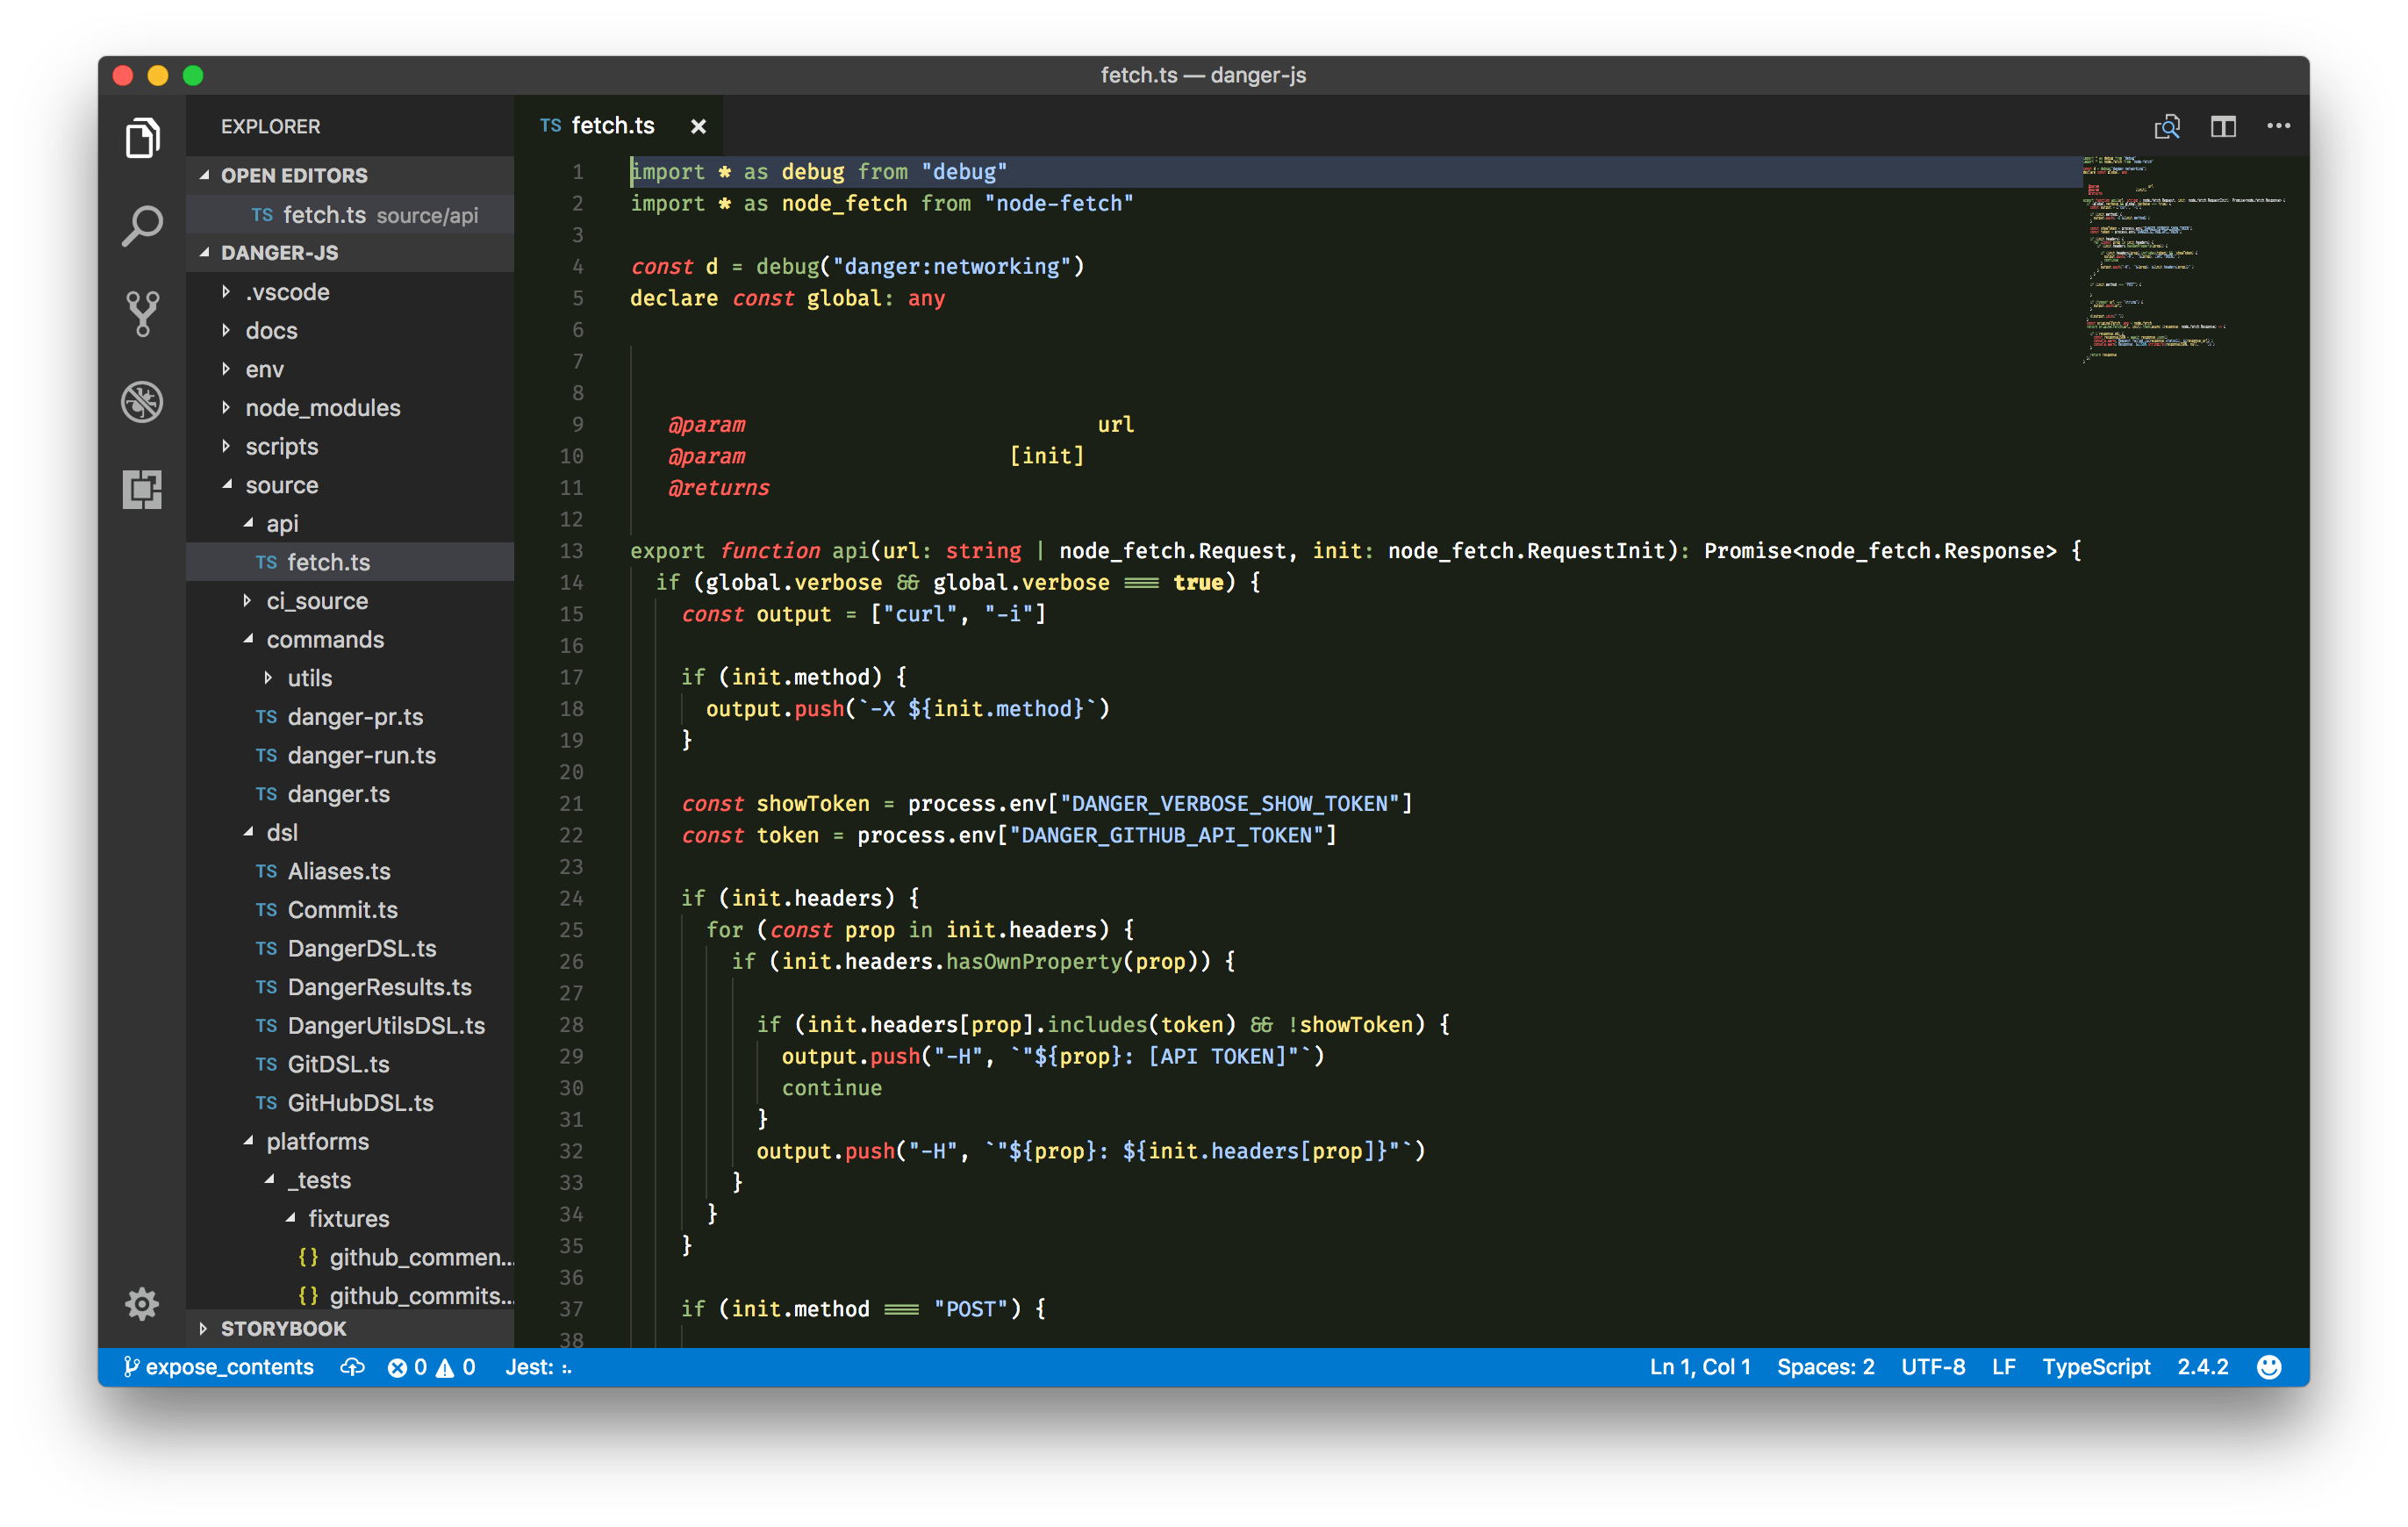 fetch.ts — danger-js
EXPLORER
OPEN EDITORS
TS fetch.ts source/api
DANGER-JS
.vscode
docs
env
node_modules
scripts
source
api
TS fetch.ts
ci_source
commands
utils
TS danger-pr.ts
TS danger-run.ts
TS danger.ts
dsl
TS Aliases.ts
TS Commit.ts
TS DangerDSL.ts
TS DangerResults.ts
TS DangerUtilsDSL.ts
TS GitDSL.ts
TS GitHubDSL.ts
platforms
_tests
fixtures
{} github_commen...
{} github_commits...
STORYBOOK
TS fetch.ts
1 import * as debug from "debug"
2 import * as node_fetch from "node-fetch"
3
4 const d = debug("danger:networking")
5 declare const global: any
6
7
8
9 @param url
10 @param [init]
11 @returns
12
13 export function api(url: string | node_fetch.Request, init: node_fetch.RequestInit): Promise<node_fetch.Response> {
14 if (global.verbose && global.verbose === true) {
15 const output = ["curl", "-i"]
16
17 if (init.method) {
18 output.push(`-X ${init.method}`)
19 }
20
21 const showToken = process.env["DANGER_VERBOSE_SHOW_TOKEN"]
22 const token = process.env["DANGER_GITHUB_API_TOKEN"]
23
24 if (init.headers) {
25 for (const prop in init.headers) {
26 if (init.headers.hasOwnProperty(prop)) {
27
28 if (init.headers[prop].includes(token) && !showToken) {
29 output.push("-H", `"${prop}: [API TOKEN]"`)
30 continue
31 }
32 output.push("-H", `"${prop}: ${init.headers[prop]}"`)
33 }
34 }
35 }
36
37 if (init.method === "POST") {
38
expose_contents 0 0 Jest: :.
Ln 1, Col 1 Spaces: 2 UTF-8 LF TypeScript 2.4.2